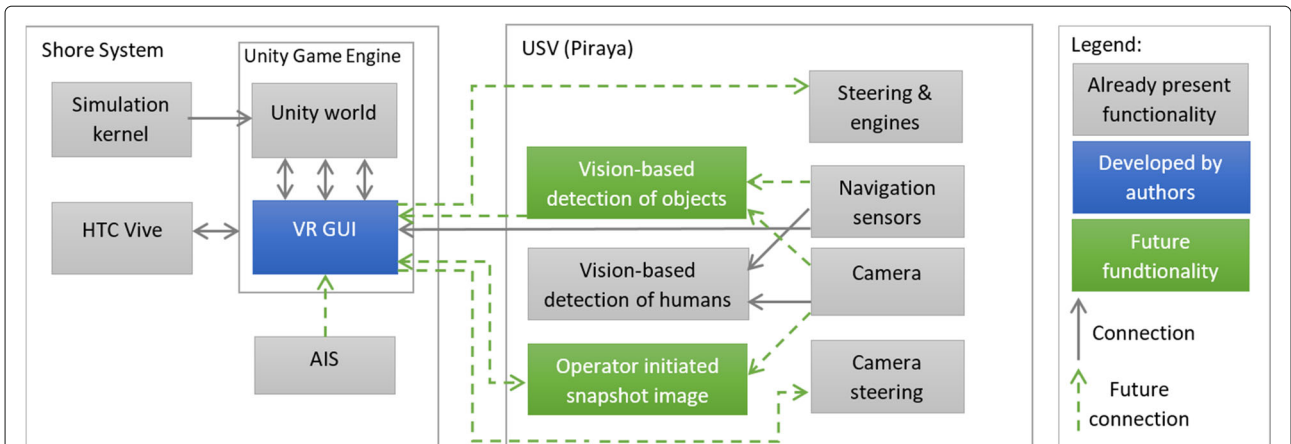 Shore System
Unity Game Engine
Simulation
kernel
Unity world
HTC Vive
VR GUI
AIS
USV (Piraya)
Steering &
engines
Vision-based
detection of objects
Navigation
sensors
Vision-based
detection of humans
Camera
Operator initiated
snapshot image
Camera
steering
Legend:
Already present
functionality
Developed by
authors
Future
fundtionality
Connection
Future
connection